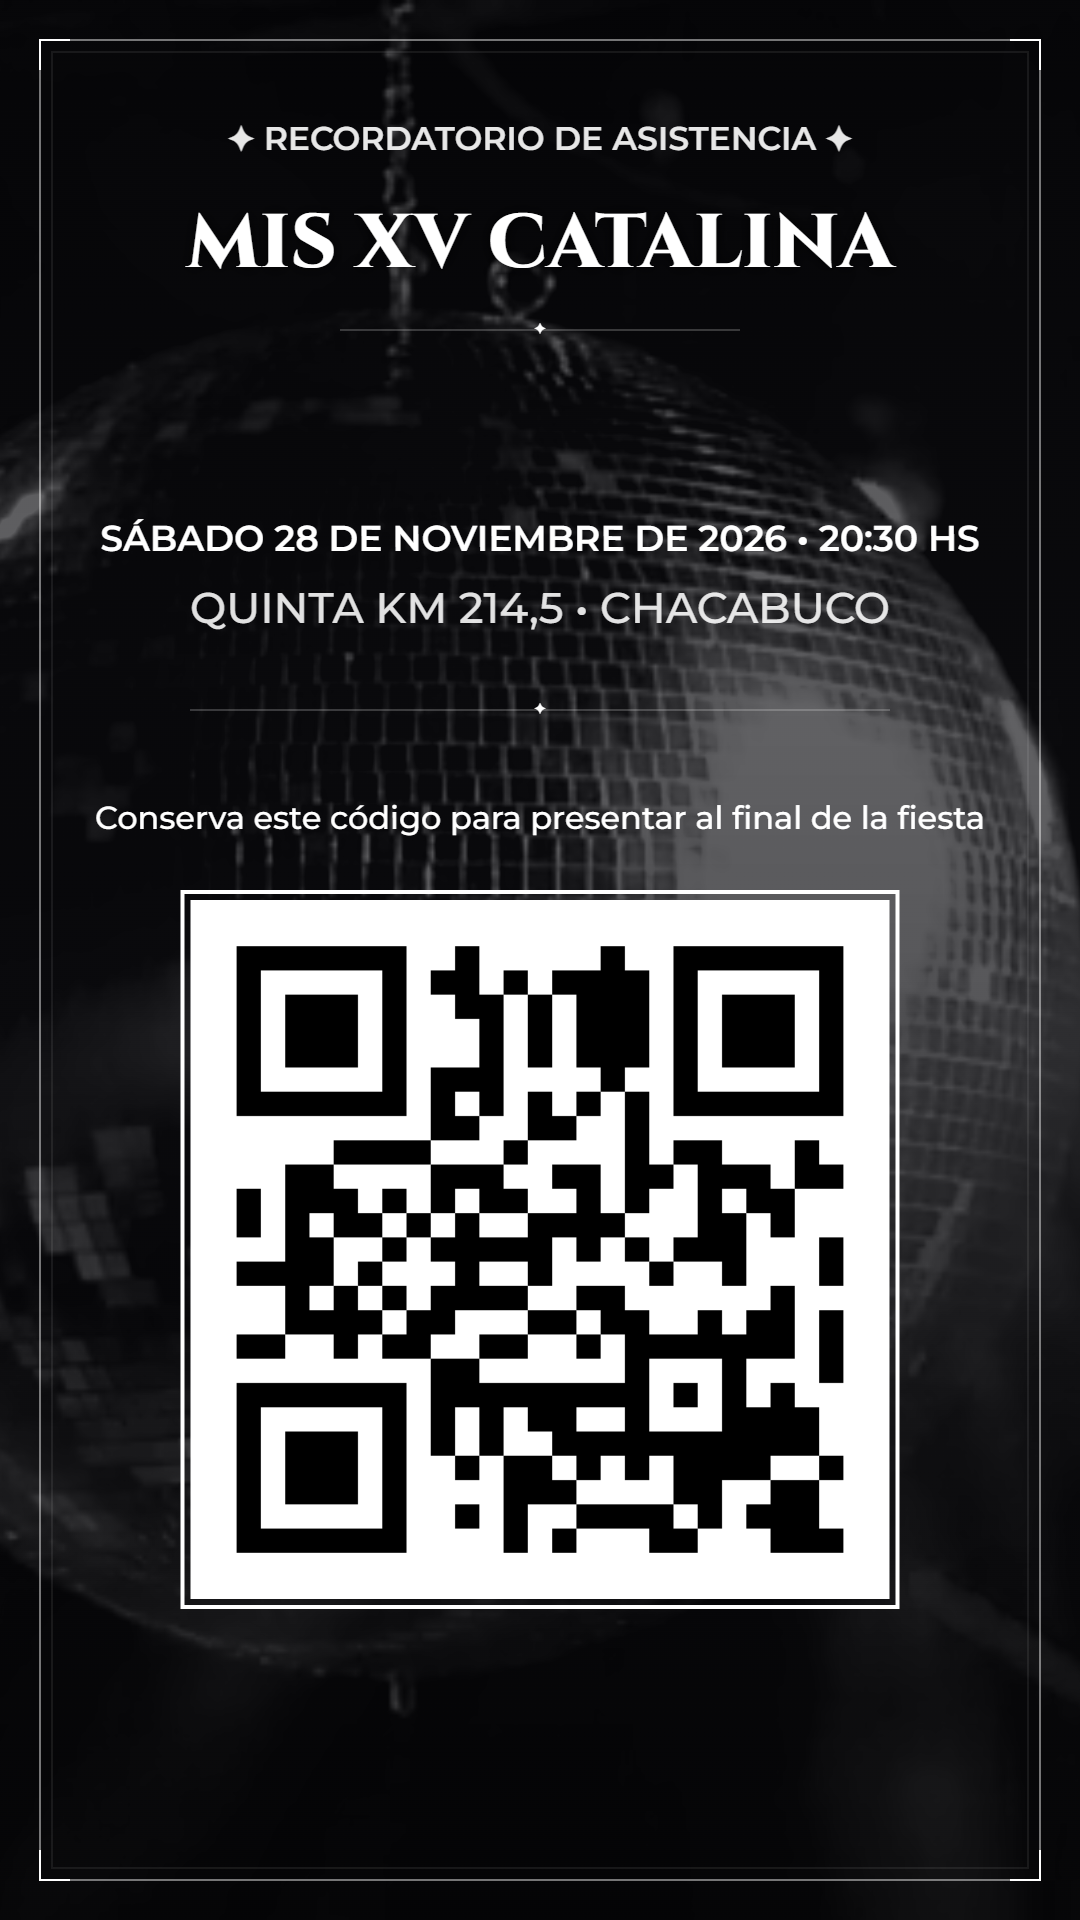 ✦ RECORDATORIO DE ASISTENCIA ✦
MIS XV CATALINA
SÁBADO 28 DE NOVIEMBRE DE 2026 • 20:30 HS
QUINTA KM 214,5 • CHACABUCO
Conserva este código para presentar al final de la fiesta